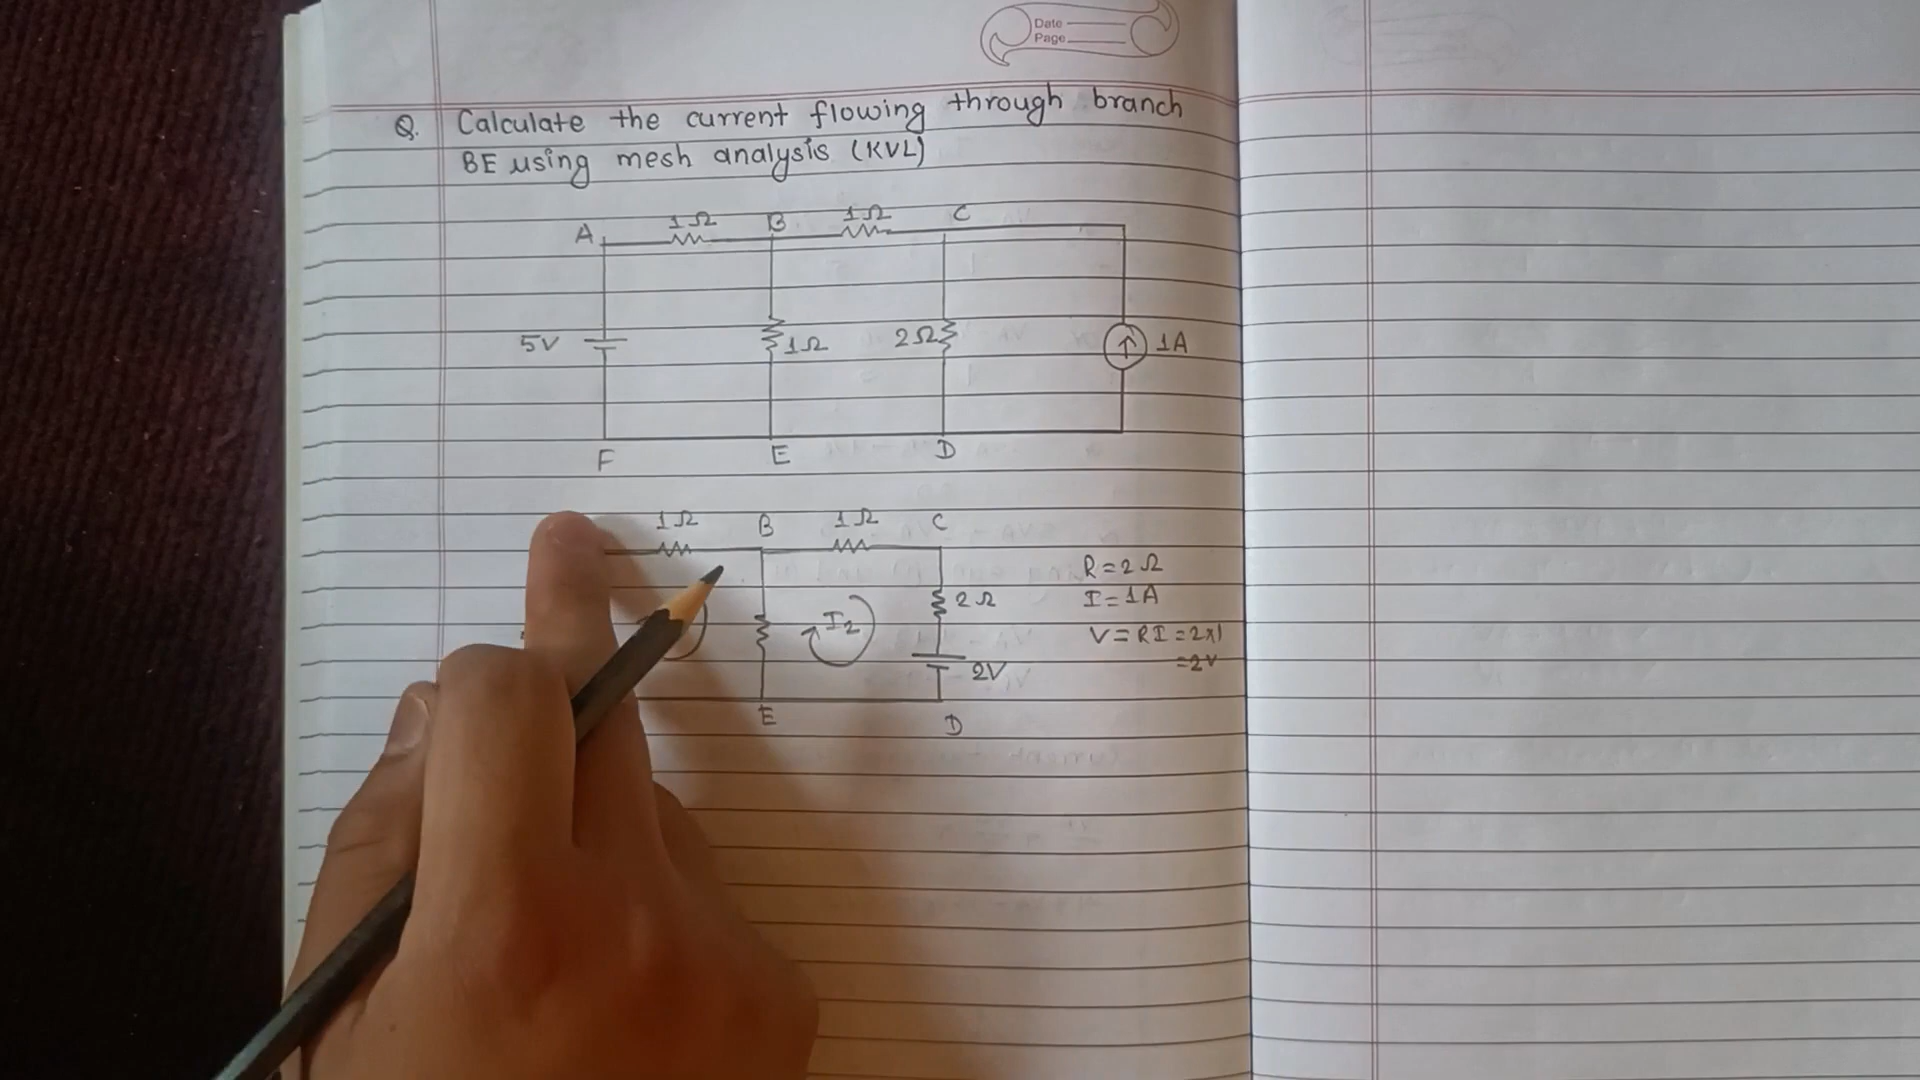 Date
Page
Q. Calculate the current flowing through branch
BE using mesh analysis (KVL)
A 1Ω B 1Ω C
5V 1Ω 2Ω 1A
F E D
1Ω B 1Ω C
R=2Ω
2Ω I=1A
I2 V=RI=2x1
2V =2V
E D